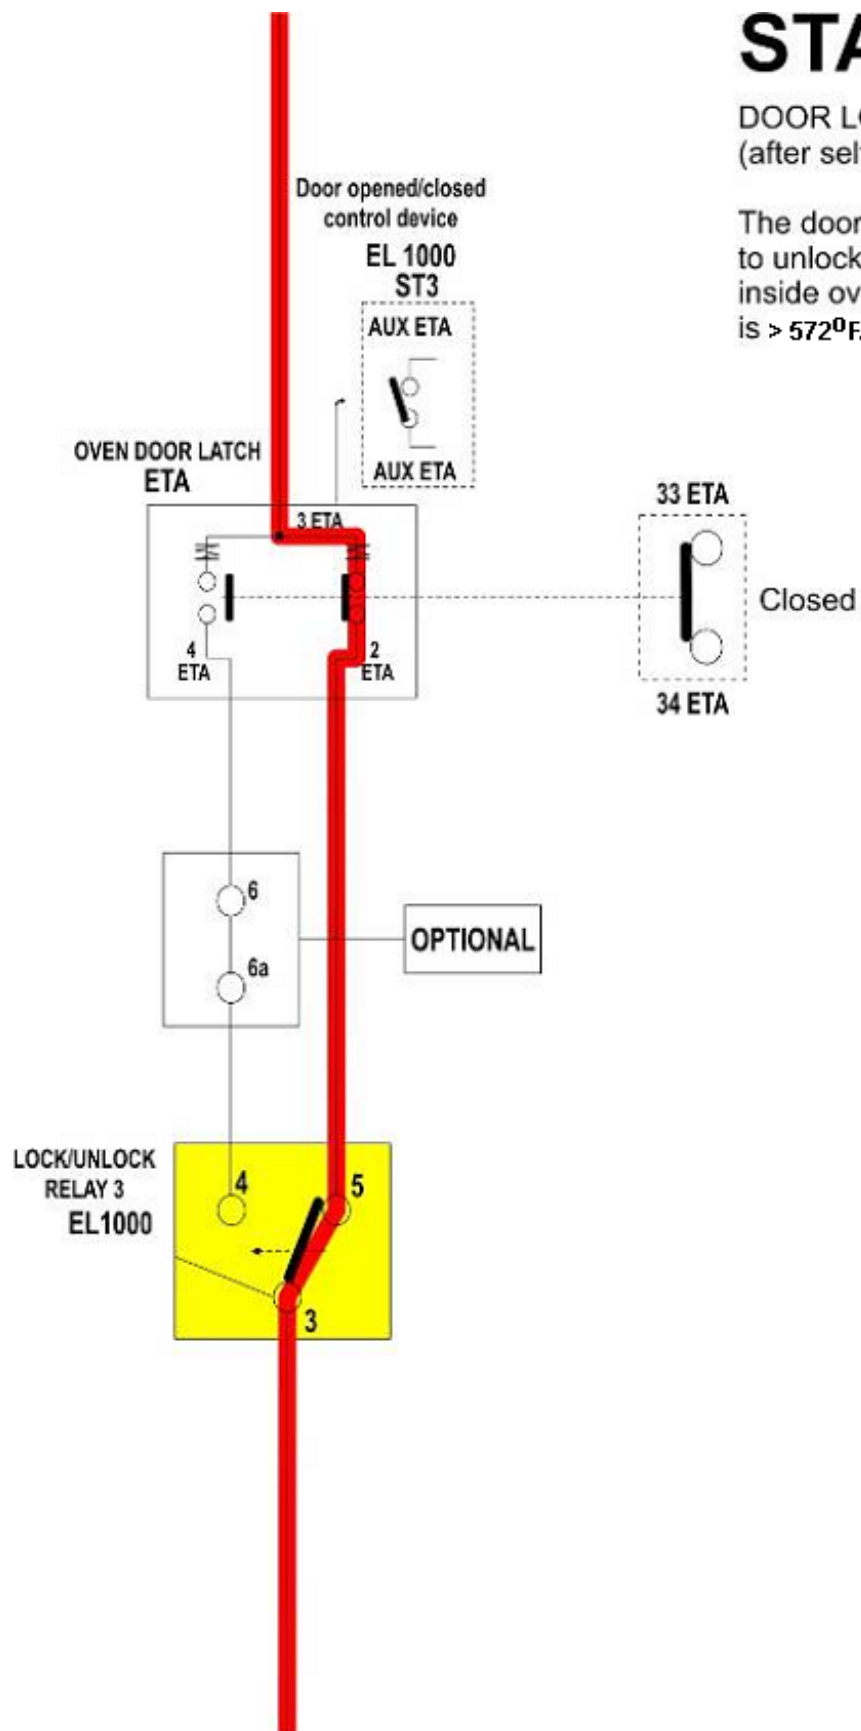 STA
DOOR LO
(after sel
The door
to unlock
inside ov
is > 572⁰F.
Door opened/closed
control device
EL 1000
ST3
AUX ETA
AUX ETA
OVEN DOOR LATCH
ETA
3 ETA
4
ETA
2
ETA
33 ETA
Closed
34 ETA
6
6a
OPTIONAL
LOCK/UNLOCK
RELAY 3
EL1000
4
5
3